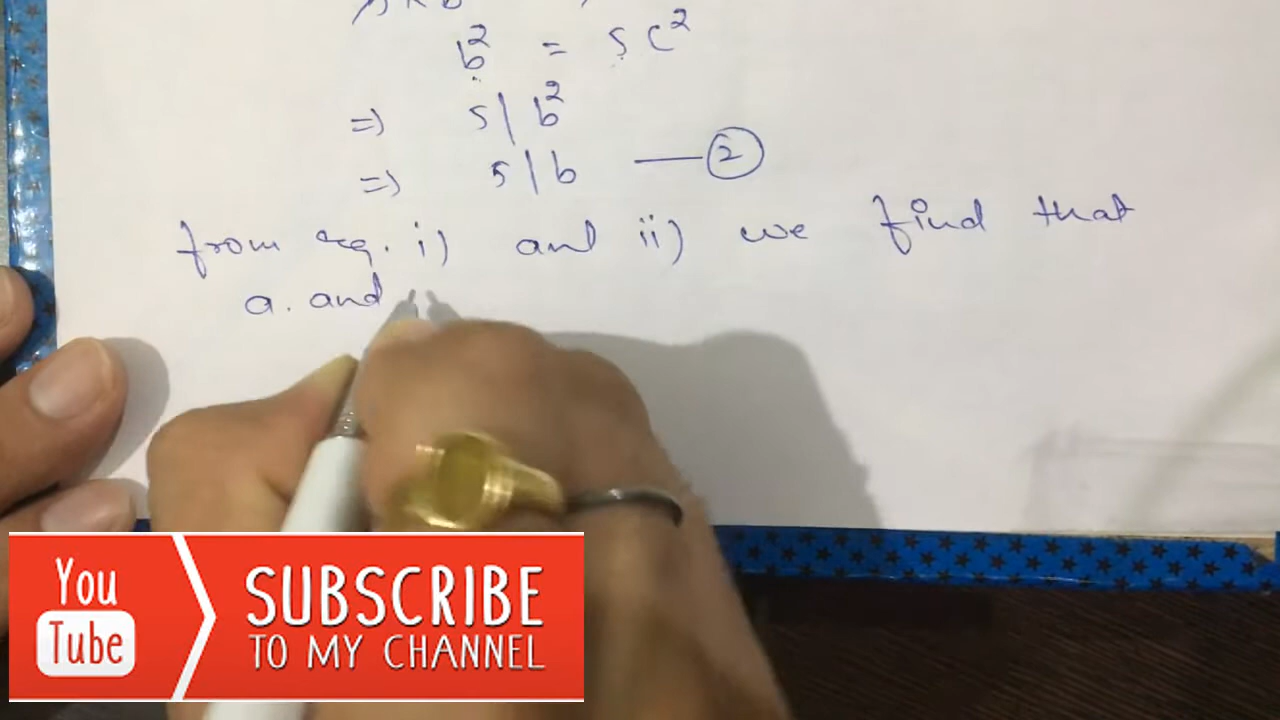 b² = 5c²
=) 5 | b²
=) 5 | b — ②
from eq. i) and ii) we find that
a. and
You
Tube
SUBSCRIBE
TO MY CHANNEL